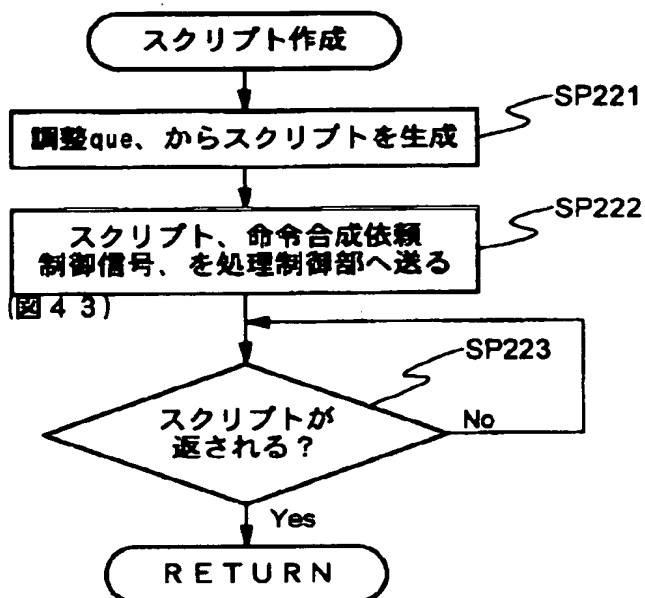 スクリプト作成
SP221
調整que、からスクリプトを生成
SP222
スクリプト、命令合成依頼
制御信号、を処理制御部へ送る
(図43)
SP223
スクリプトが
返される？
No
Yes
RETURN